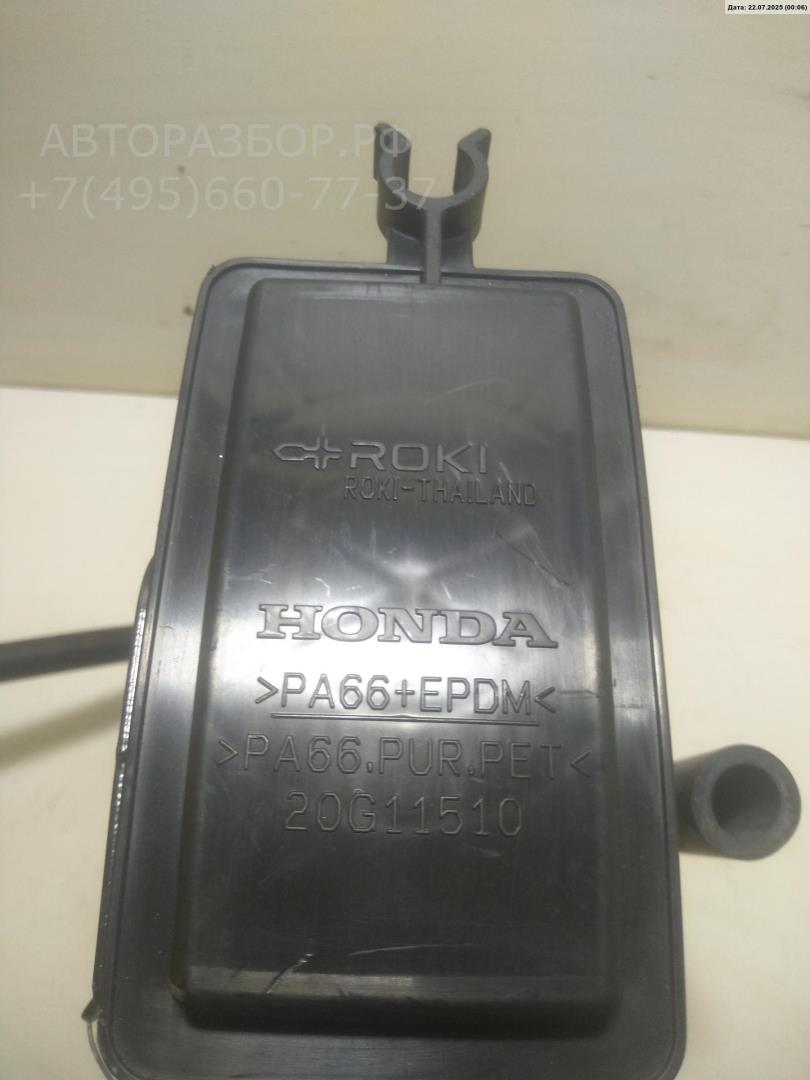 Дата: 22.07.2025 (00:06)
АВТОРАЗБОР.РФ
+7(495)660-77-37
ROKI
ROKI-THAILAND
HONDA
>PA66+EPDM<
>PA66.PUR.PET<
20G11510